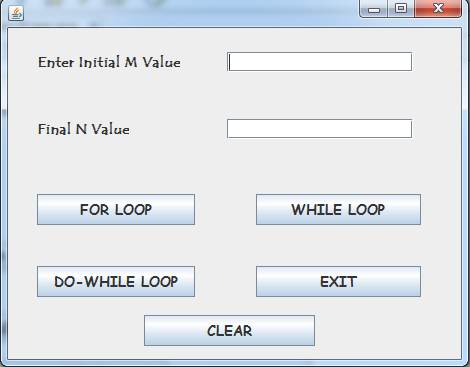 Enter Initial M Value
Final N Value
FOR LOOP
WHILE LOOP
DO-WHILE LOOP
EXIT
CLEAR